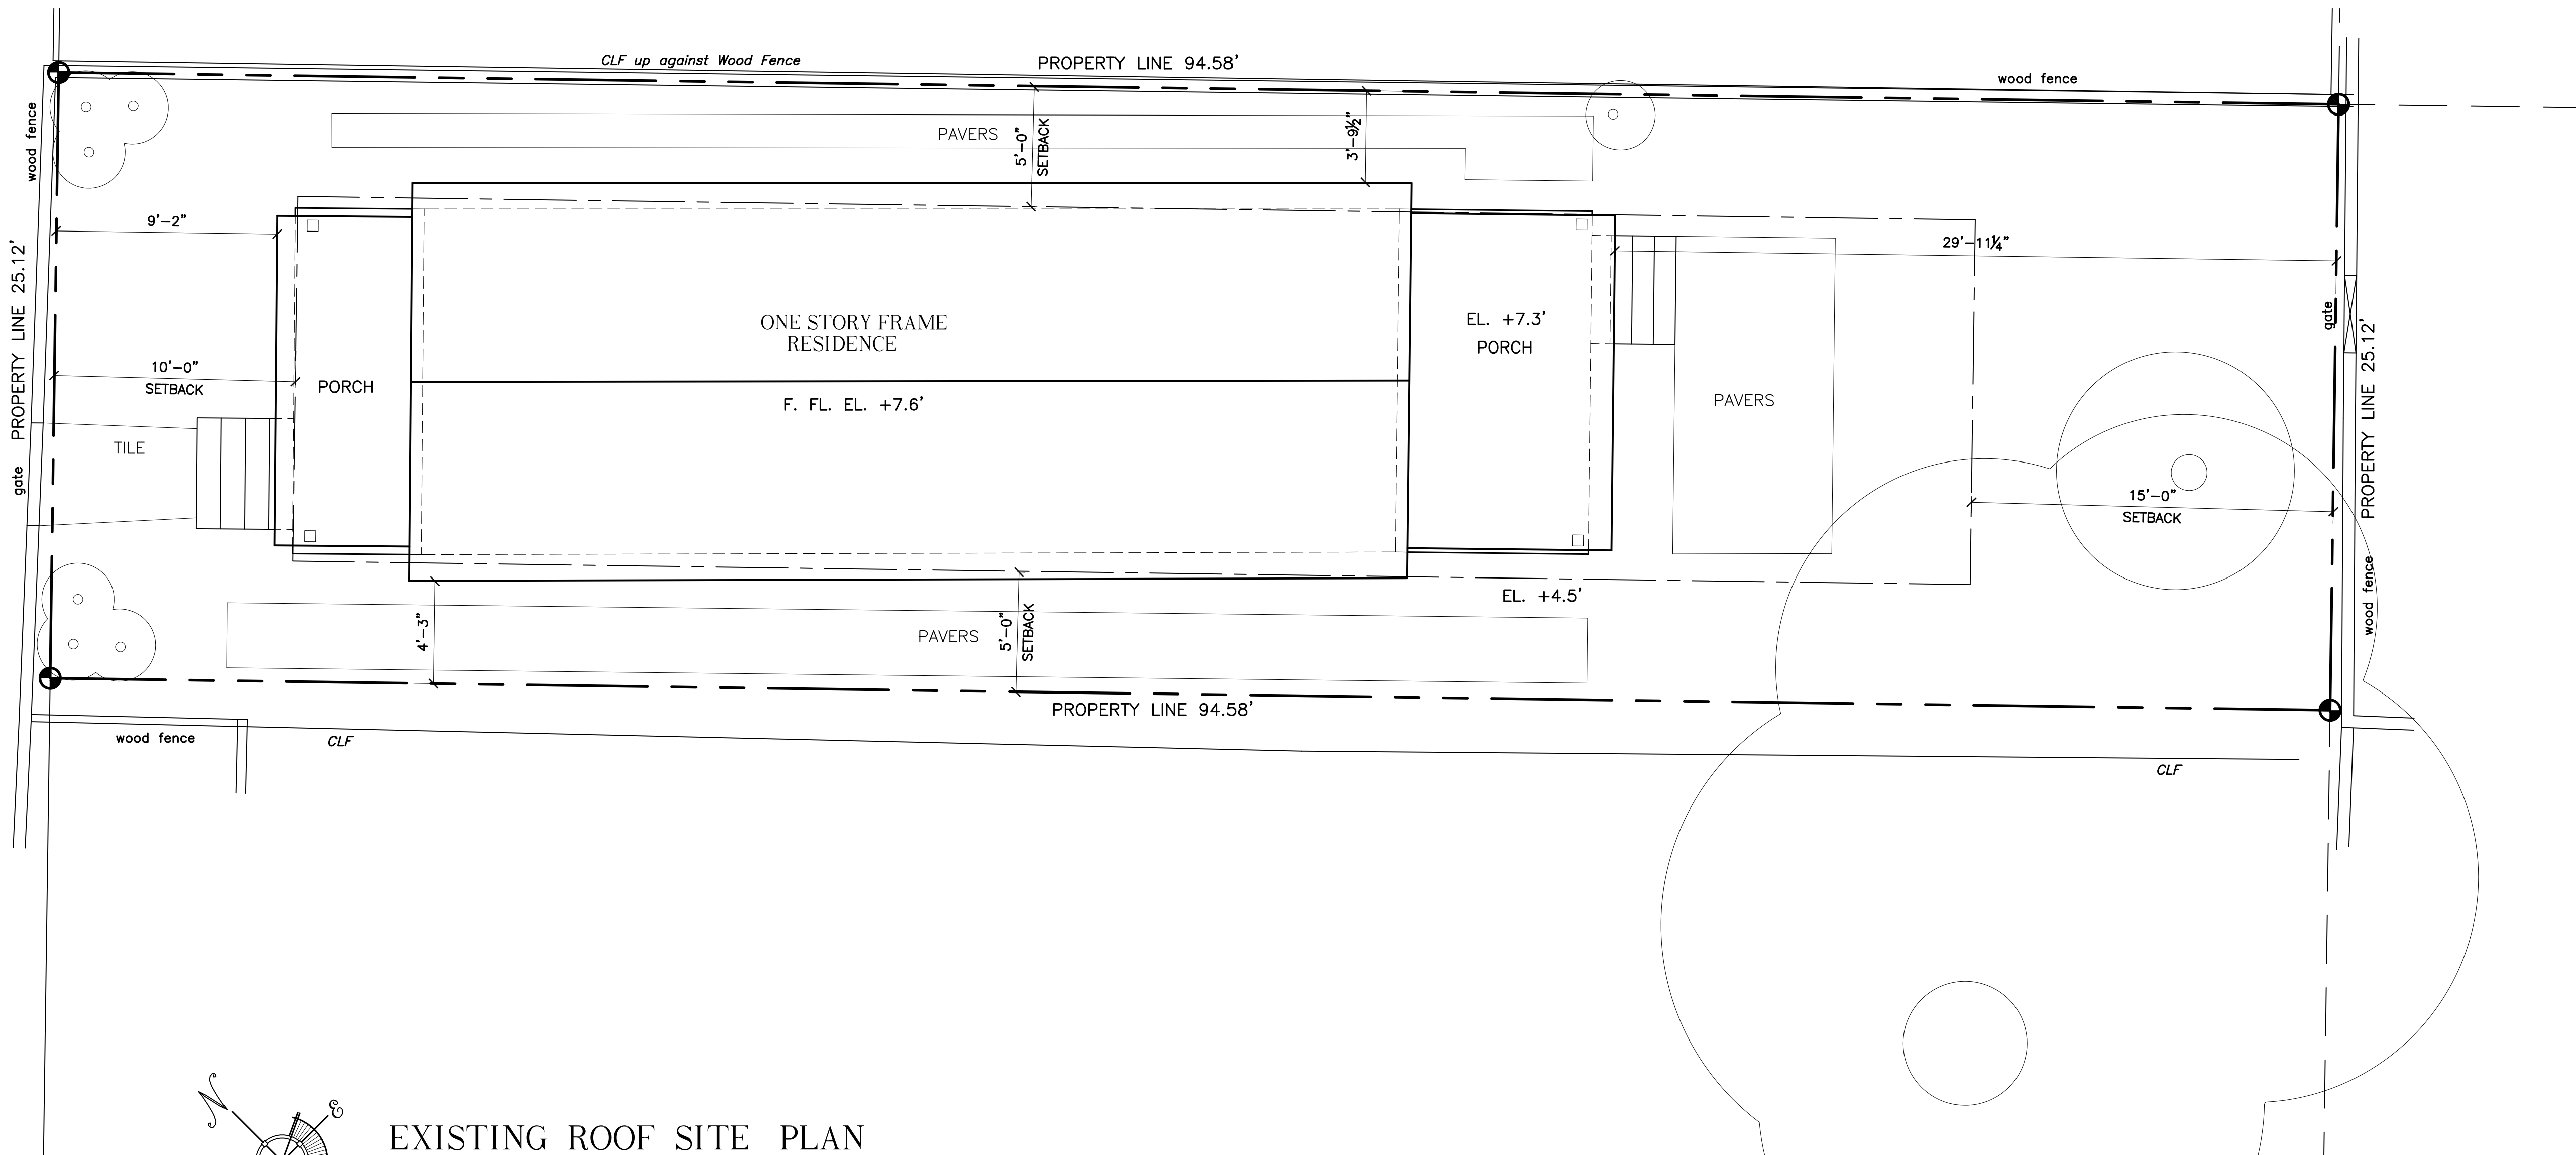 CLF up against Wood Fence
PROPERTY LINE 94.58'
wood fence
wood fence
PAVERS
5'-0"
SETBACK
3'-9½"
9'-2"
29'-11¼"
PROPERTY LINE 25.12'
ONE STORY FRAME
RESIDENCE
EL. +7.3'
PORCH
gate
PROPERTY LINE 25.12'
10'-0"
SETBACK
PORCH
F. FL. EL. +7.6'
PAVERS
TILE
gate
15'-0"
SETBACK
wood fence
EL. +4.5'
4'-3"
PAVERS
5'-0"
SETBACK
PROPERTY LINE 94.58'
wood fence
CLF
CLF
N
E
EXISTING ROOF SITE PLAN